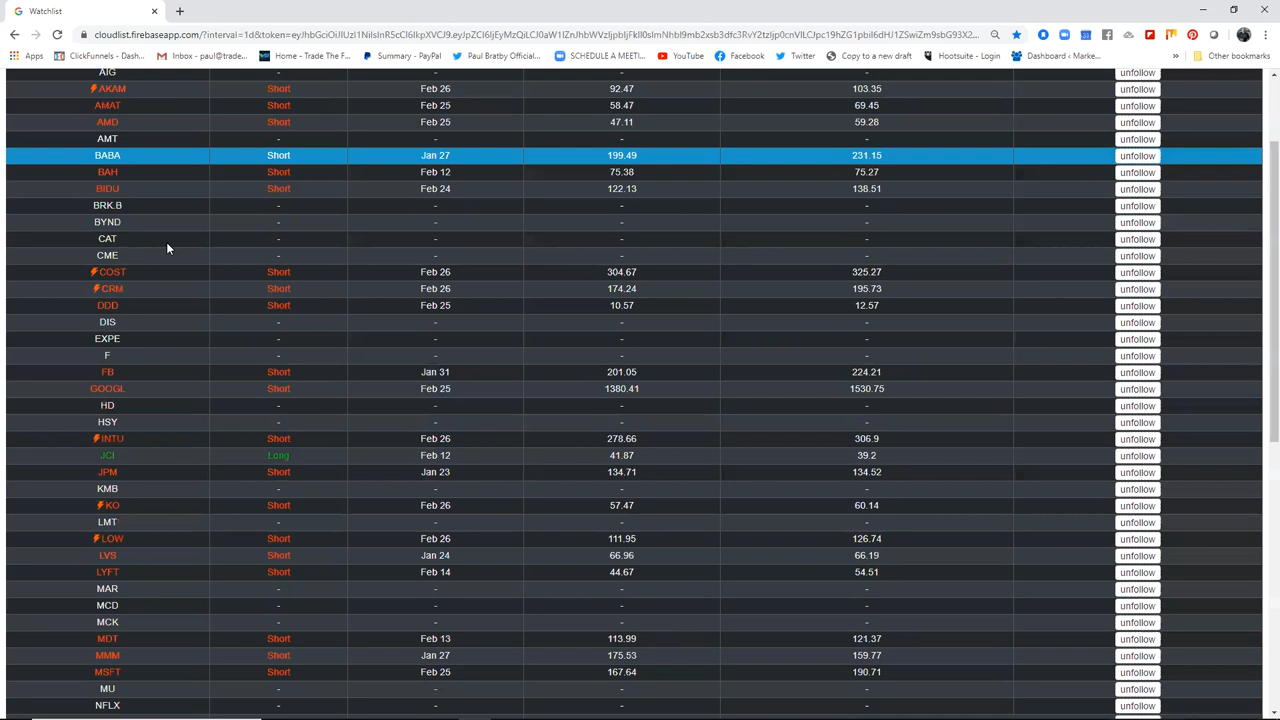 Watchlist
cloudlist.firebaseapp.com/?interval=1d&token=
Apps ClickFunnels - Dash... Inbox - paul@trade... Home - Trade The F... Summary - PayPal Paul Bratby Official... SCHEDULE A MEETI... YouTube Facebook Twitter Copy to a new draft Hootsuite - Login Dashboard ‹ Marke... » Other bookmarks
AIG - - - - unfollow
AKAM Short Feb 26 92.47 103.35 unfollow
AMAT Short Feb 25 58.47 69.45 unfollow
AMD Short Feb 25 47.11 59.28 unfollow
AMT - - - - unfollow
BABA Short Jan 27 199.49 231.15 unfollow
BAH Short Feb 12 75.38 75.27 unfollow
BIDU Short Feb 24 122.13 138.51 unfollow
BRK.B - - - - unfollow
BYND - - - - unfollow
CAT - - - - unfollow
CME - - - - unfollow
COST Short Feb 26 304.67 325.27 unfollow
CRM Short Feb 26 174.24 195.73 unfollow
DDD Short Feb 25 10.57 12.57 unfollow
DIS - - - - unfollow
EXPE - - - - unfollow
F - - - - unfollow
FB Short Jan 31 201.05 224.21 unfollow
GOOGL Short Feb 25 1380.41 1530.75 unfollow
HD - - - - unfollow
HSY - - - - unfollow
INTU Short Feb 26 278.66 306.9 unfollow
JCI Long Feb 12 41.87 39.2 unfollow
JPM Short Jan 23 134.71 134.52 unfollow
KMB - - - - unfollow
KO Short Feb 26 57.47 60.14 unfollow
LMT - - - - unfollow
LOW Short Feb 26 111.95 126.74 unfollow
LVS Short Jan 24 66.96 66.19 unfollow
LYFT Short Feb 14 44.67 54.51 unfollow
MAR - - - - unfollow
MCD - - - - unfollow
MCK - - - - unfollow
MDT Short Feb 13 113.99 121.37 unfollow
MMM Short Jan 27 175.53 159.77 unfollow
MSFT Short Feb 25 167.64 190.71 unfollow
MU - - - - unfollow
NFLX - - - - unfollow